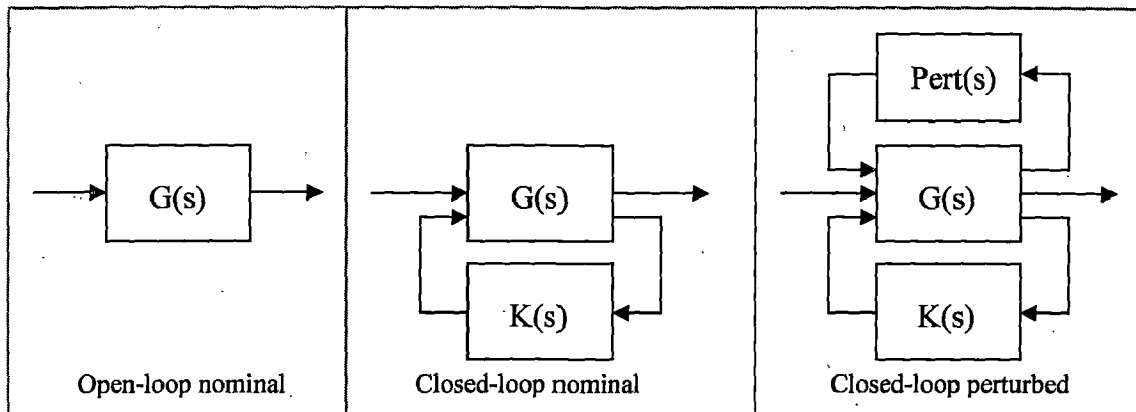 G(s)
Open-loop nominal
G(s)
K(s)
Closed-loop nominal
Pert(s)
G(s)
K(s)
Closed-loop perturbed